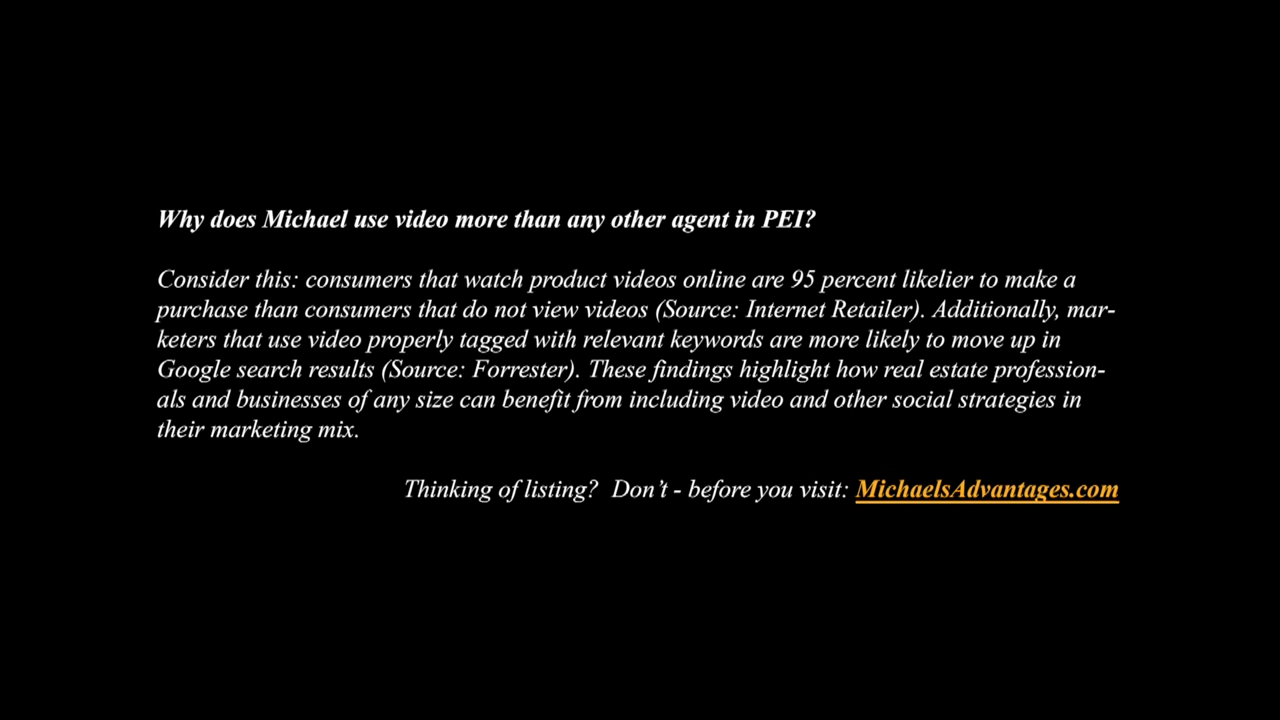 Why does Michael use video more than any other agent in PEI?
Consider this: consumers that watch product videos online are 95 percent likelier to make a
purchase than consumers that do not view videos (Source: Internet Retailer). Additionally, mar-
keters that use video properly tagged with relevant keywords are more likely to move up in
Google search results (Source: Forrester). These findings highlight how real estate profession-
als and businesses of any size can benefit from including video and other social strategies in
their marketing mix.
Thinking of listing?  Don’t - before you visit: MichaelsAdvantages.com